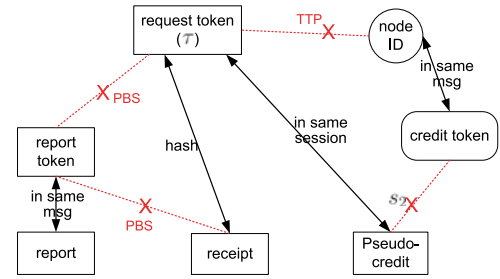 request token
(τ)
TTP
node
ID
PBS
in same
msg
report
token
hash
in same
session
credit token
in same
msg
PBS
s₂
report
receipt
Pseudo-
credit